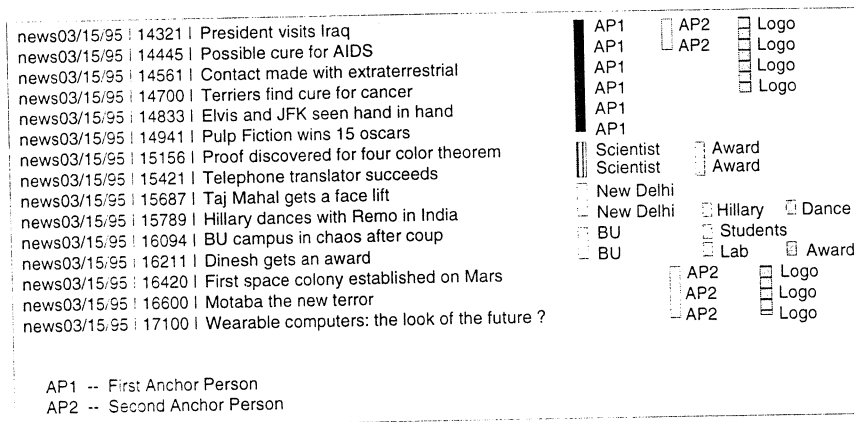 news03/15/95 | 14321 | President visits Iraq AP1 AP2 Logo
news03/15/95 | 14445 | Possible cure for AIDS AP1 AP2 Logo
news03/15/95 | 14561 | Contact made with extraterrestrial AP1 Logo
news03/15/95 | 14700 | Terriers find cure for cancer AP1 Logo
news03/15/95 | 14833 | Elvis and JFK seen hand in hand AP1
news03/15/95 | 14941 | Pulp Fiction wins 15 oscars AP1
news03/15/95 | 15156 | Proof discovered for four color theorem Scientist Award
news03/15/95 | 15421 | Telephone translator succeeds Scientist Award
news03/15/95 | 15687 | Taj Mahal gets a face lift New Delhi
news03/15/95 | 15789 | Hillary dances with Remo in India New Delhi Hillary Dance
news03/15/95 | 16094 | BU campus in chaos after coup BU Students
news03/15/95 | 16211 | Dinesh gets an award BU Lab Award
news03/15/95 | 16420 | First space colony established on Mars AP2 Logo
news03/15/95 | 16600 | Motaba the new terror AP2 Logo
news03/15/95 | 17100 | Wearable computers: the look of the future ? AP2 Logo
AP1 -- First Anchor Person
AP2 -- Second Anchor Person